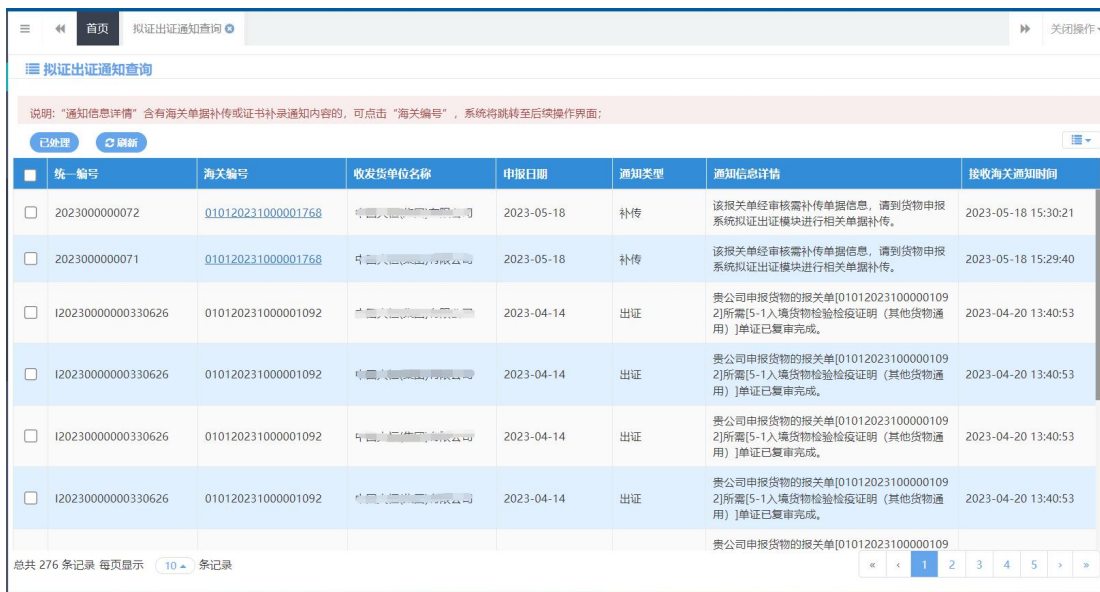 首页 拟证出证通知查询 关闭操作
拟证出证通知查询
说明:“通知信息详情”含有海关单据补传或证书补录通知内容的，可点击“海关编号”，系统将跳转至后续操作界面;
已处理 刷新
统一编号 海关编号 收发货单位名称 申报日期 通知类型 通知信息详情 接收海关通知时间
2023000000072 010120231000001768 2023-05-18 补传 该报关单经审核需补传单据信息，请到货物申报
系统拟证出证模块进行相关单据补传。 2023-05-18 15:30:21
2023000000071 010120231000001768 2023-05-18 补传 该报关单经审核需补传单据信息，请到货物申报
系统拟证出证模块进行相关单据补传。 2023-05-18 15:29:40
I20230000000330626 010120231000001092 2023-04-14 出证 贵公司申报货物的报关单[01012023100000109
2]所需[5-1入境货物检验检疫证明（其他货物通
用）]单证已复审完成。 2023-04-20 13:40:53
I20230000000330626 010120231000001092 2023-04-14 出证 贵公司申报货物的报关单[01012023100000109
2]所需[5-1入境货物检验检疫证明（其他货物通
用）]单证已复审完成。 2023-04-20 13:40:53
I20230000000330626 010120231000001092 2023-04-14 出证 贵公司申报货物的报关单[01012023100000109
2]所需[5-1入境货物检验检疫证明（其他货物通
用）]单证已复审完成。 2023-04-20 13:40:53
I20230000000330626 010120231000001092 2023-04-14 出证 贵公司申报货物的报关单[01012023100000109
2]所需[5-1入境货物检验检疫证明（其他货物通
用）]单证已复审完成。 2023-04-20 13:40:53
贵公司申报货物的报关单[01012023100000109
总共 276 条记录 每页显示 10 条记录 « ‹ 1 2 3 4 5 › »